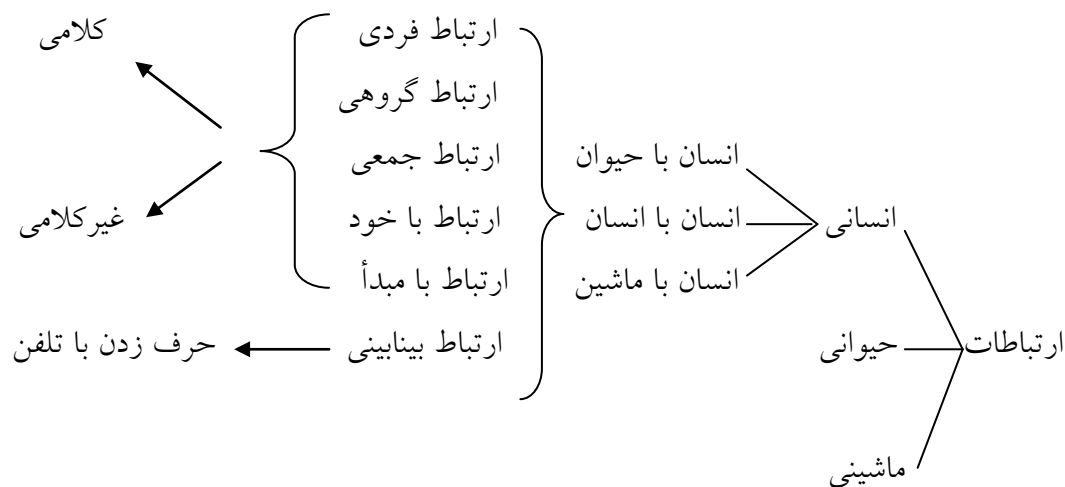 ارتباط فردی
کلامی
ارتباط گروهی
ارتباط جمعی
انسان با حیوان
ارتباط با خود
انسان با انسان
انسانی
غیرکلامی
ارتباط با مبدأ
انسان با ماشین
ارتباطات
حیوانی
ارتباط بینابینی
حرف زدن با تلفن
ماشینی